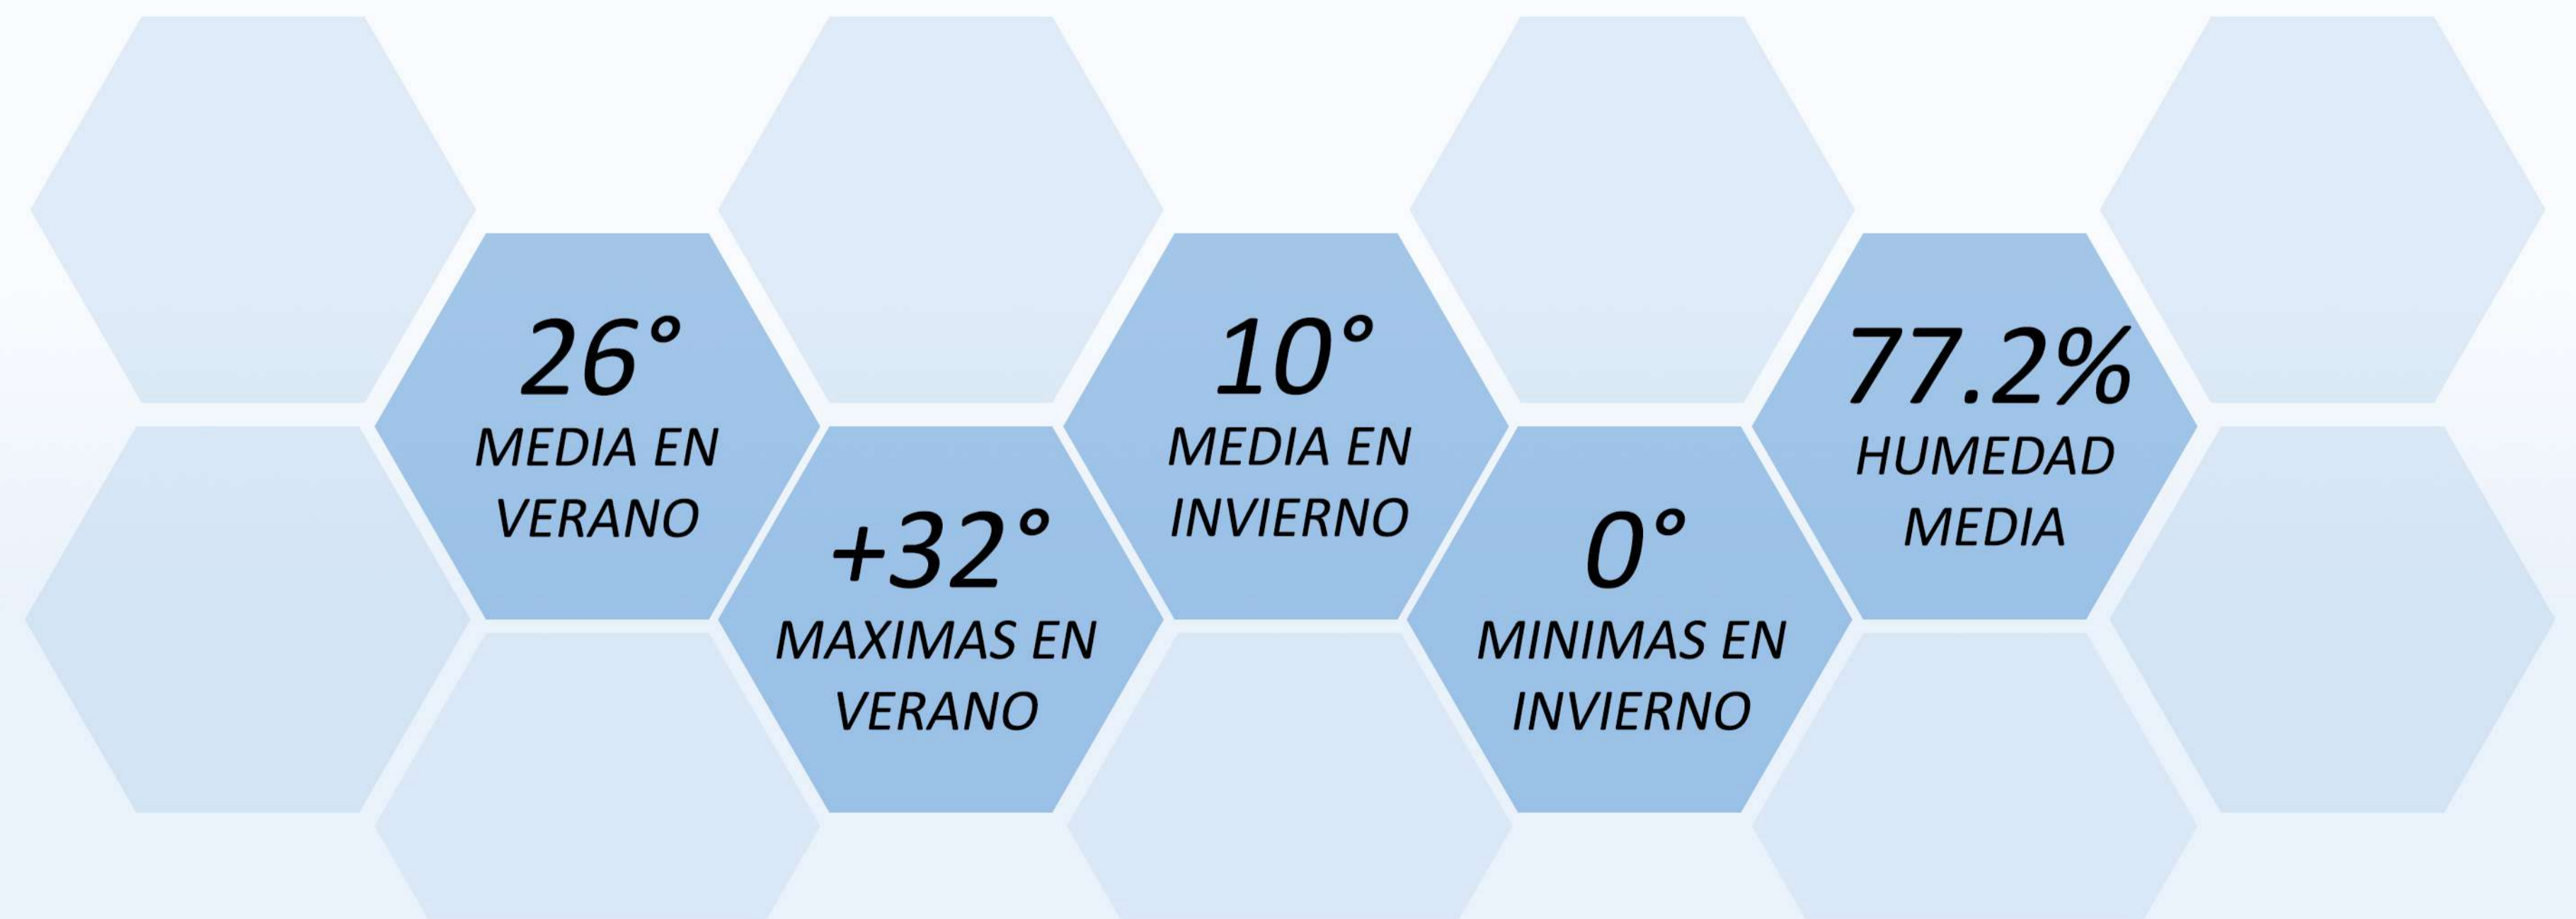 26°
MEDIA EN
VERANO
+32°
MAXIMAS EN
VERANO
10°
MEDIA EN
INVIERNO
0°
MINIMAS EN
INVIERNO
77.2%
HUMEDAD
MEDIA